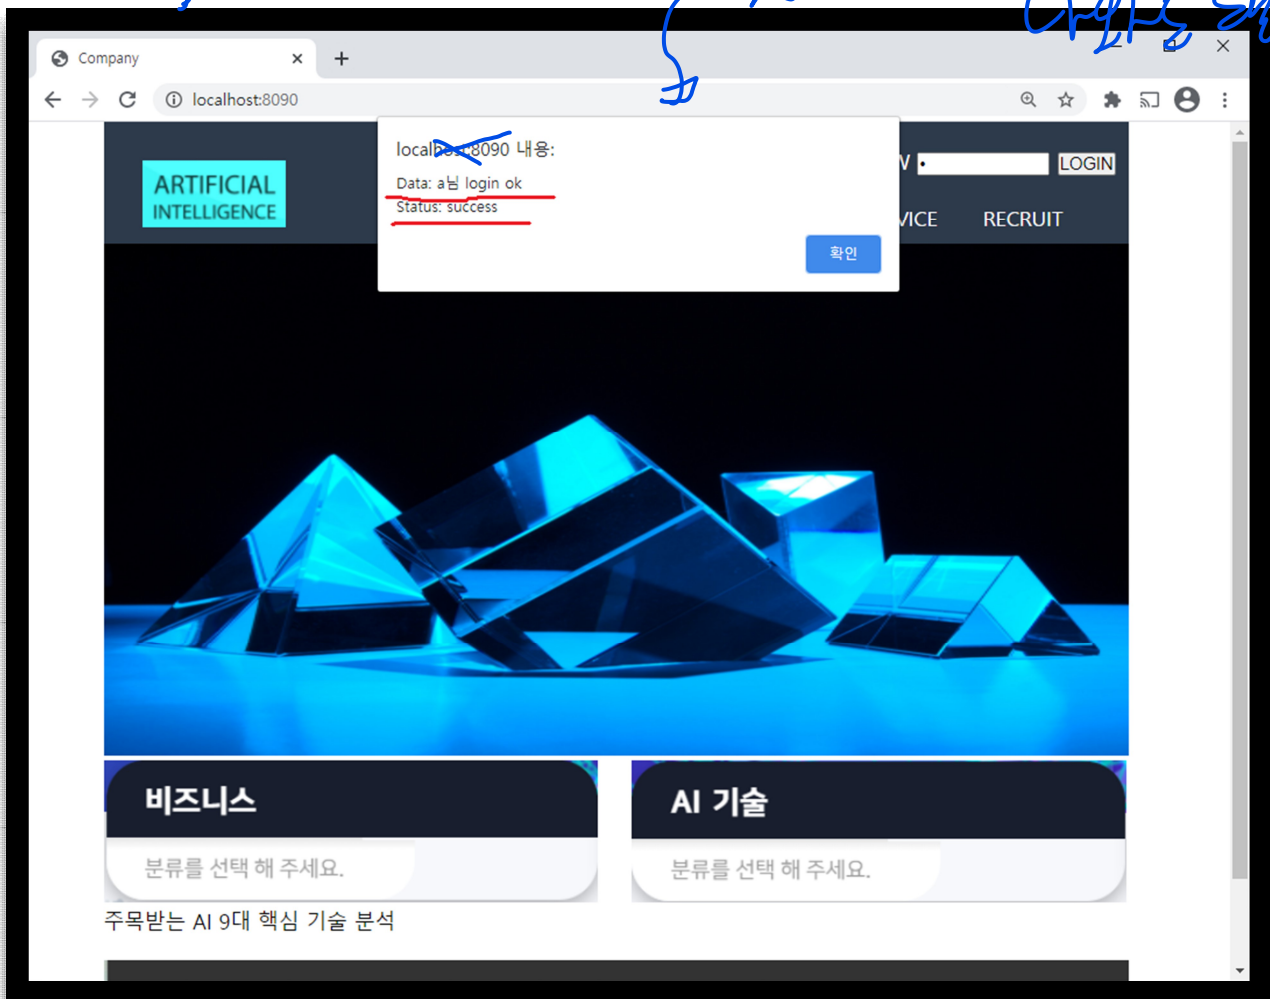 Company
localhost:8090
localhost:8090 내용:
Data: a님 login ok
Status: success
확인
ARTIFICIAL
INTELLIGENCE
W • LOGIN
VICE RECRUIT
비즈니스
분류를 선택 해 주세요.
AI 기술
분류를 선택 해 주세요.
주목받는 AI 9대 핵심 기술 분석